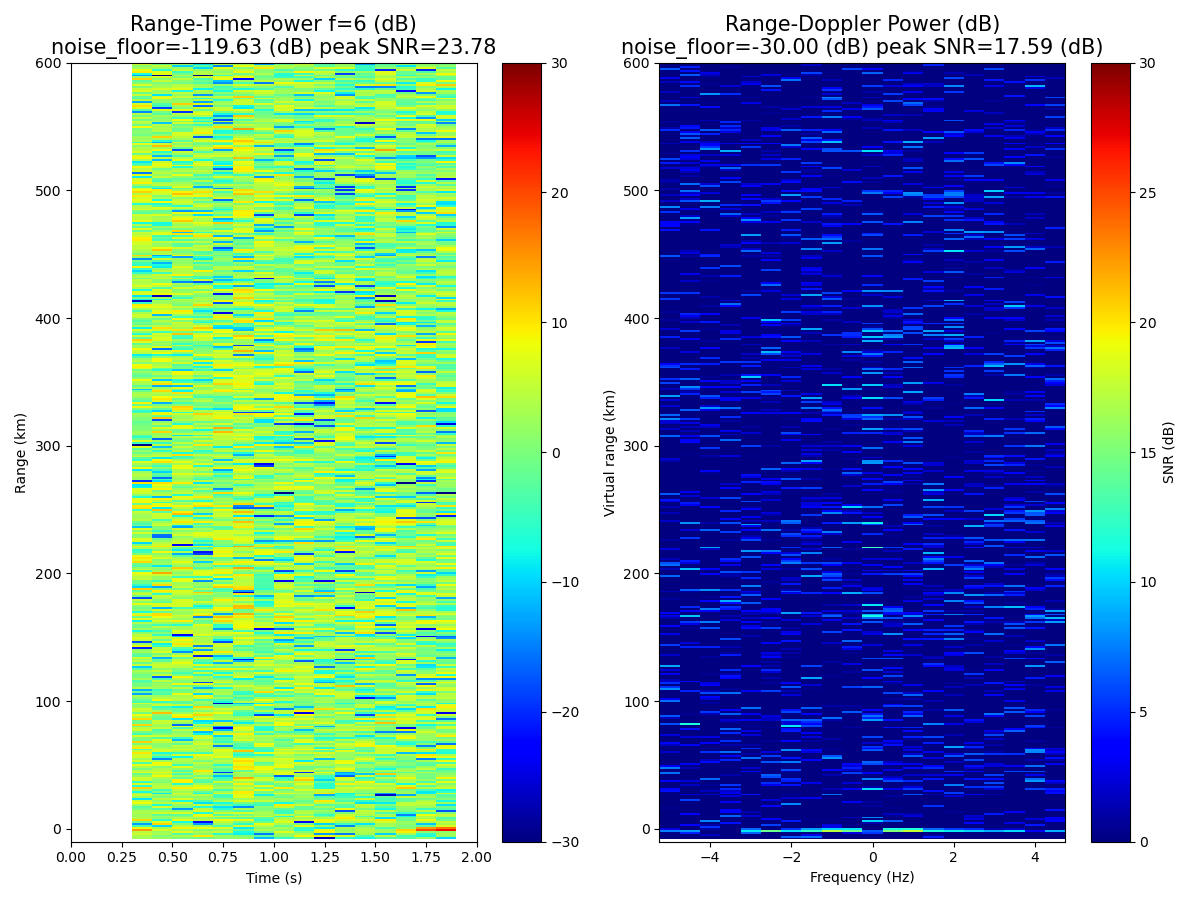 Range-Time Power f=6 (dB)
noise_floor=-119.63 (dB) peak SNR=23.78
Range (km)
600
500
400
300
200
100
0
0.00 0.25 0.50 0.75 1.00 1.25 1.50 1.75 2.00
Time (s)
30
20
10
0
−10
−20
−30
Range-Doppler Power (dB)
noise_floor=-30.00 (dB) peak SNR=17.59 (dB)
Virtual range (km)
600
500
400
300
200
100
0
−4 −2 0 2 4
Frequency (Hz)
30
25
20
15
10
5
0
SNR (dB)